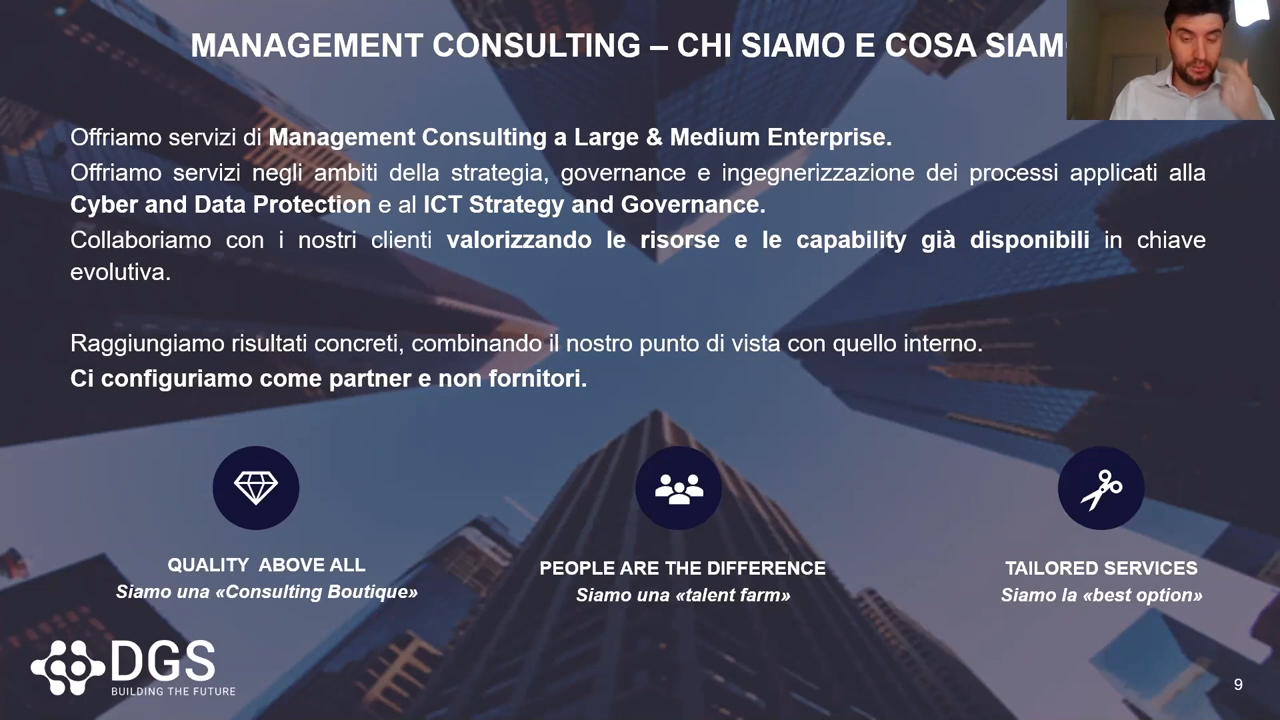 MANAGEMENT CONSULTING – CHI SIAMO E COSA
Offriamo servizi di Management Consulting a Large & Medium Enterprise.
Offriamo servizi negli ambiti della strategia, governance e ingegnerizzazione dei processi applicati alla
Cyber and Data Protection e al ICT Strategy and Governance.
Collaboriamo con i nostri clienti valorizzando le risorse e le capability già disponibili in chiave
evolutiva.
Raggiungiamo risultati concreti, combinando il nostro punto di vista con quello interno.
Ci configuriamo come partner e non fornitori.
QUALITY ABOVE ALL
Siamo una «Consulting Boutique»
PEOPLE ARE THE DIFFERENCE
Siamo una «talent farm»
TAILORED SERVICES
Siamo la «best option»
DGS
BUILDING THE FUTURE
9